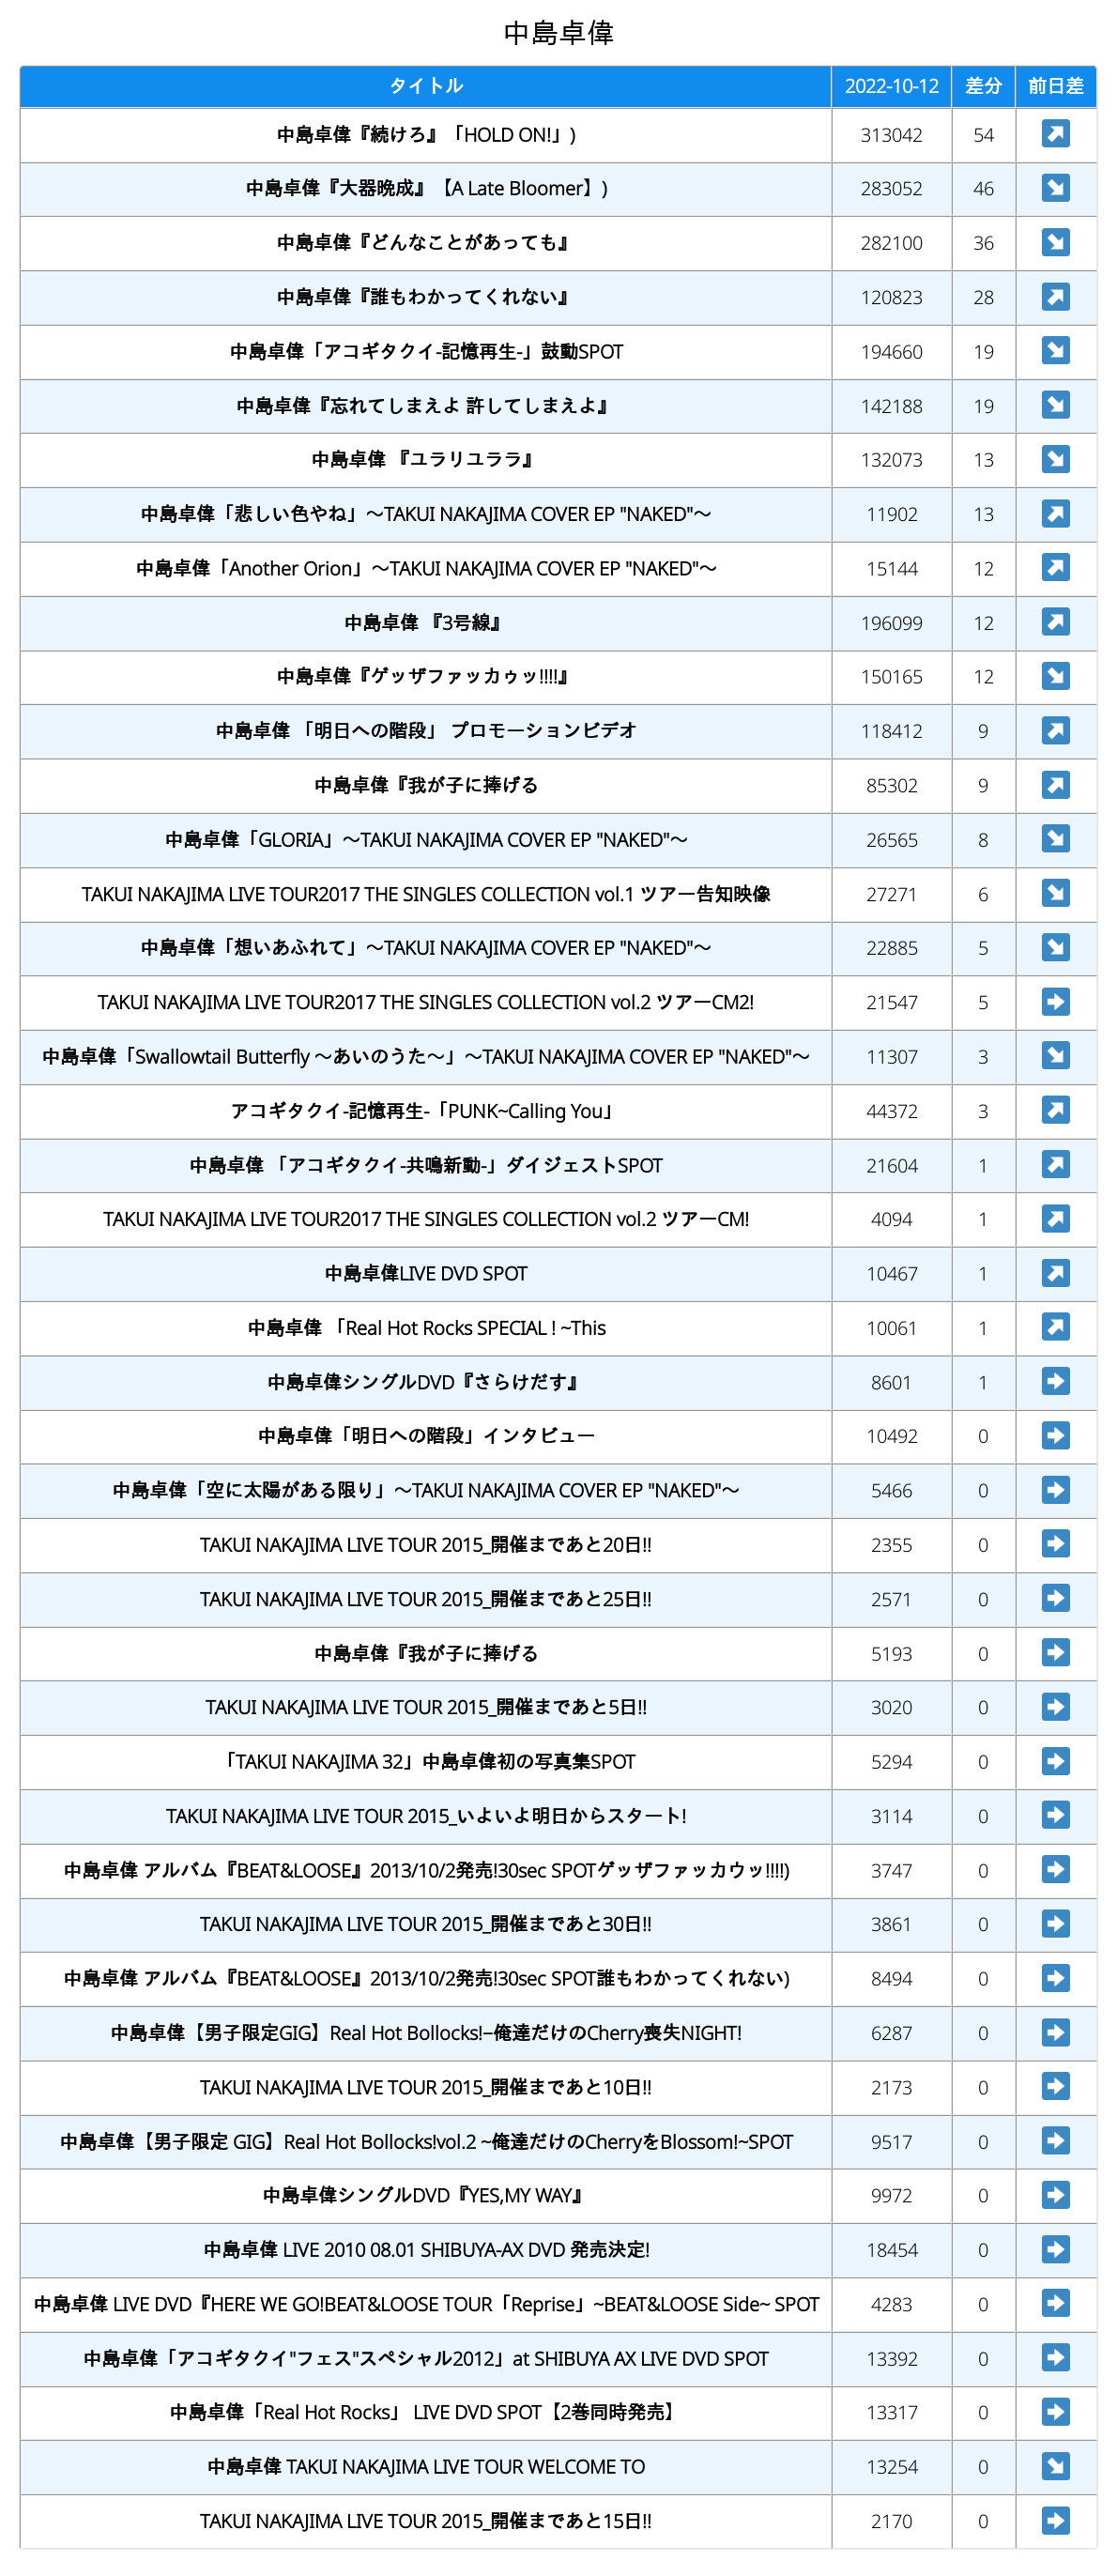 中島卓偉
タイトル 2022-10-12 差分 前日差
中島卓偉『続けろ』「HOLD ON!」) 313042 54
中島卓偉『大器晩成』【A Late Bloomer】) 283052 46
中島卓偉『どんなことがあっても』 282100 36
中島卓偉『誰もわかってくれない』 120823 28
中島卓偉「アコギタクイ-記憶再生-」鼓動SPOT 194660 19
中島卓偉『忘れてしまえよ 許してしまえよ』 142188 19
中島卓偉 『ユラリユララ』 132073 13
中島卓偉「悲しい色やね」〜TAKUI NAKAJIMA COVER EP "NAKED"〜 11902 13
中島卓偉「Another Orion」〜TAKUI NAKAJIMA COVER EP "NAKED"〜 15144 12
中島卓偉 『3号線』 196099 12
中島卓偉『ゲッザファッカゥッ!!!!』 150165 12
中島卓偉 「明日への階段」 プロモーションビデオ 118412 9
中島卓偉『我が子に捧げる 85302 9
中島卓偉「GLORIA」〜TAKUI NAKAJIMA COVER EP "NAKED"〜 26565 8
TAKUI NAKAJIMA LIVE TOUR2017 THE SINGLES COLLECTION vol.1 ツアー告知映像 27271 6
中島卓偉「想いあふれて」〜TAKUI NAKAJIMA COVER EP "NAKED"〜 22885 5
TAKUI NAKAJIMA LIVE TOUR2017 THE SINGLES COLLECTION vol.2 ツアーCM2! 21547 5
中島卓偉「Swallowtail Butterfly 〜あいのうた〜」〜TAKUI NAKAJIMA COVER EP "NAKED"〜 11307 3
アコギタクイ-記憶再生-「PUNK~Calling You」 44372 3
中島卓偉 「アコギタクイ-共鳴新動-」ダイジェストSPOT 21604 1
TAKUI NAKAJIMA LIVE TOUR2017 THE SINGLES COLLECTION vol.2 ツアーCM! 4094 1
中島卓偉LIVE DVD SPOT 10467 1
中島卓偉 「Real Hot Rocks SPECIAL ! ~This 10061 1
中島卓偉シングルDVD『さらけだす』 8601 1
中島卓偉「明日への階段」インタビュー 10492 0
中島卓偉「空に太陽がある限り」〜TAKUI NAKAJIMA COVER EP "NAKED"〜 5466 0
TAKUI NAKAJIMA LIVE TOUR 2015_開催まであと20日!! 2355 0
TAKUI NAKAJIMA LIVE TOUR 2015_開催まであと25日!! 2571 0
中島卓偉『我が子に捧げる 5193 0
TAKUI NAKAJIMA LIVE TOUR 2015_開催まであと5日!! 3020 0
「TAKUI NAKAJIMA 32」中島卓偉初の写真集SPOT 5294 0
TAKUI NAKAJIMA LIVE TOUR 2015_いよいよ明日からスタート! 3114 0
中島卓偉 アルバム『BEAT&LOOSE』2013/10/2発売!30sec SPOTゲッザファッカウッ!!!!) 3747 0
TAKUI NAKAJIMA LIVE TOUR 2015_開催まであと30日!! 3861 0
中島卓偉 アルバム『BEAT&LOOSE』2013/10/2発売!30sec SPOT誰もわかってくれない) 8494 0
中島卓偉【男子限定GIG】Real Hot Bollocks!−俺達だけのCherry喪失NIGHT! 6287 0
TAKUI NAKAJIMA LIVE TOUR 2015_開催まであと10日!! 2173 0
中島卓偉【男子限定 GIG】Real Hot Bollocks!vol.2 ~俺達だけのCherryをBlossom!~SPOT 9517 0
中島卓偉シングルDVD『YES,MY WAY』 9972 0
中島卓偉 LIVE 2010 08.01 SHIBUYA-AX DVD 発売決定! 18454 0
中島卓偉 LIVE DVD『HERE WE GO!BEAT&LOOSE TOUR「Reprise」~BEAT&LOOSE Side~ SPOT 4283 0
中島卓偉「アコギタクイ"フェス"スペシャル2012」at SHIBUYA AX LIVE DVD SPOT 13392 0
中島卓偉「Real Hot Rocks」 LIVE DVD SPOT【2巻同時発売】 13317 0
中島卓偉 TAKUI NAKAJIMA LIVE TOUR WELCOME TO 13254 0
TAKUI NAKAJIMA LIVE TOUR 2015_開催まであと15日!! 2170 0